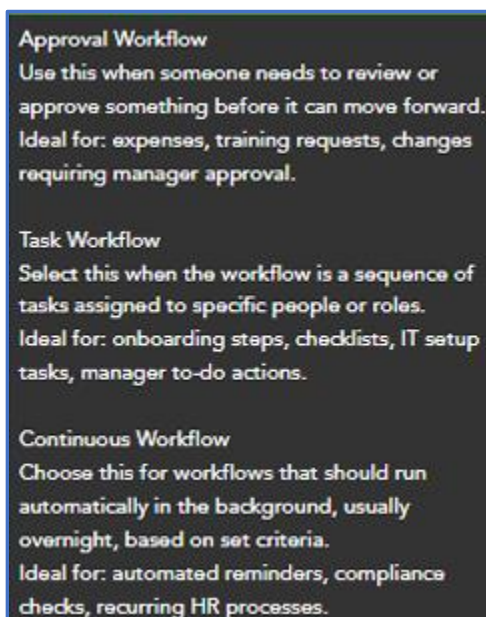 Approval Workflow
Use this when someone needs to review or
approve something before it can move forward.
Ideal for: expenses, training requests, changes
requiring manager approval.
Task Workflow
Select this when the workflow is a sequence of
tasks assigned to specific people or roles.
Ideal for: onboarding steps, checklists, IT setup
tasks, manager to-do actions.
Continuous Workflow
Choose this for workflows that should run
automatically in the background, usually
overnight, based on set criteria.
Ideal for: automated reminders, compliance
checks, recurring HR processes.